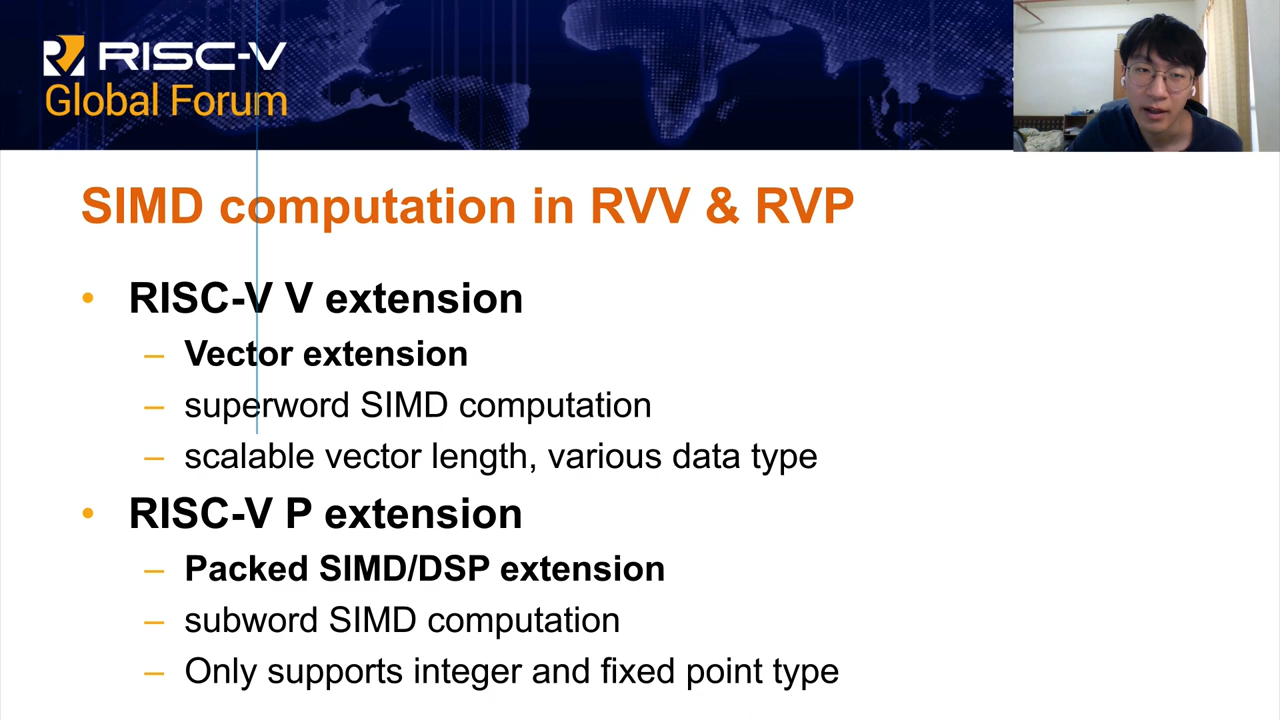 RISC-V
Global Forum
SIMD computation in RVV & RVP
• RISC-V V extension
– Vector extension
– superword SIMD computation
– scalable vector length, various data type
• RISC-V P extension
– Packed SIMD/DSP extension
– subword SIMD computation
– Only supports integer and fixed point type